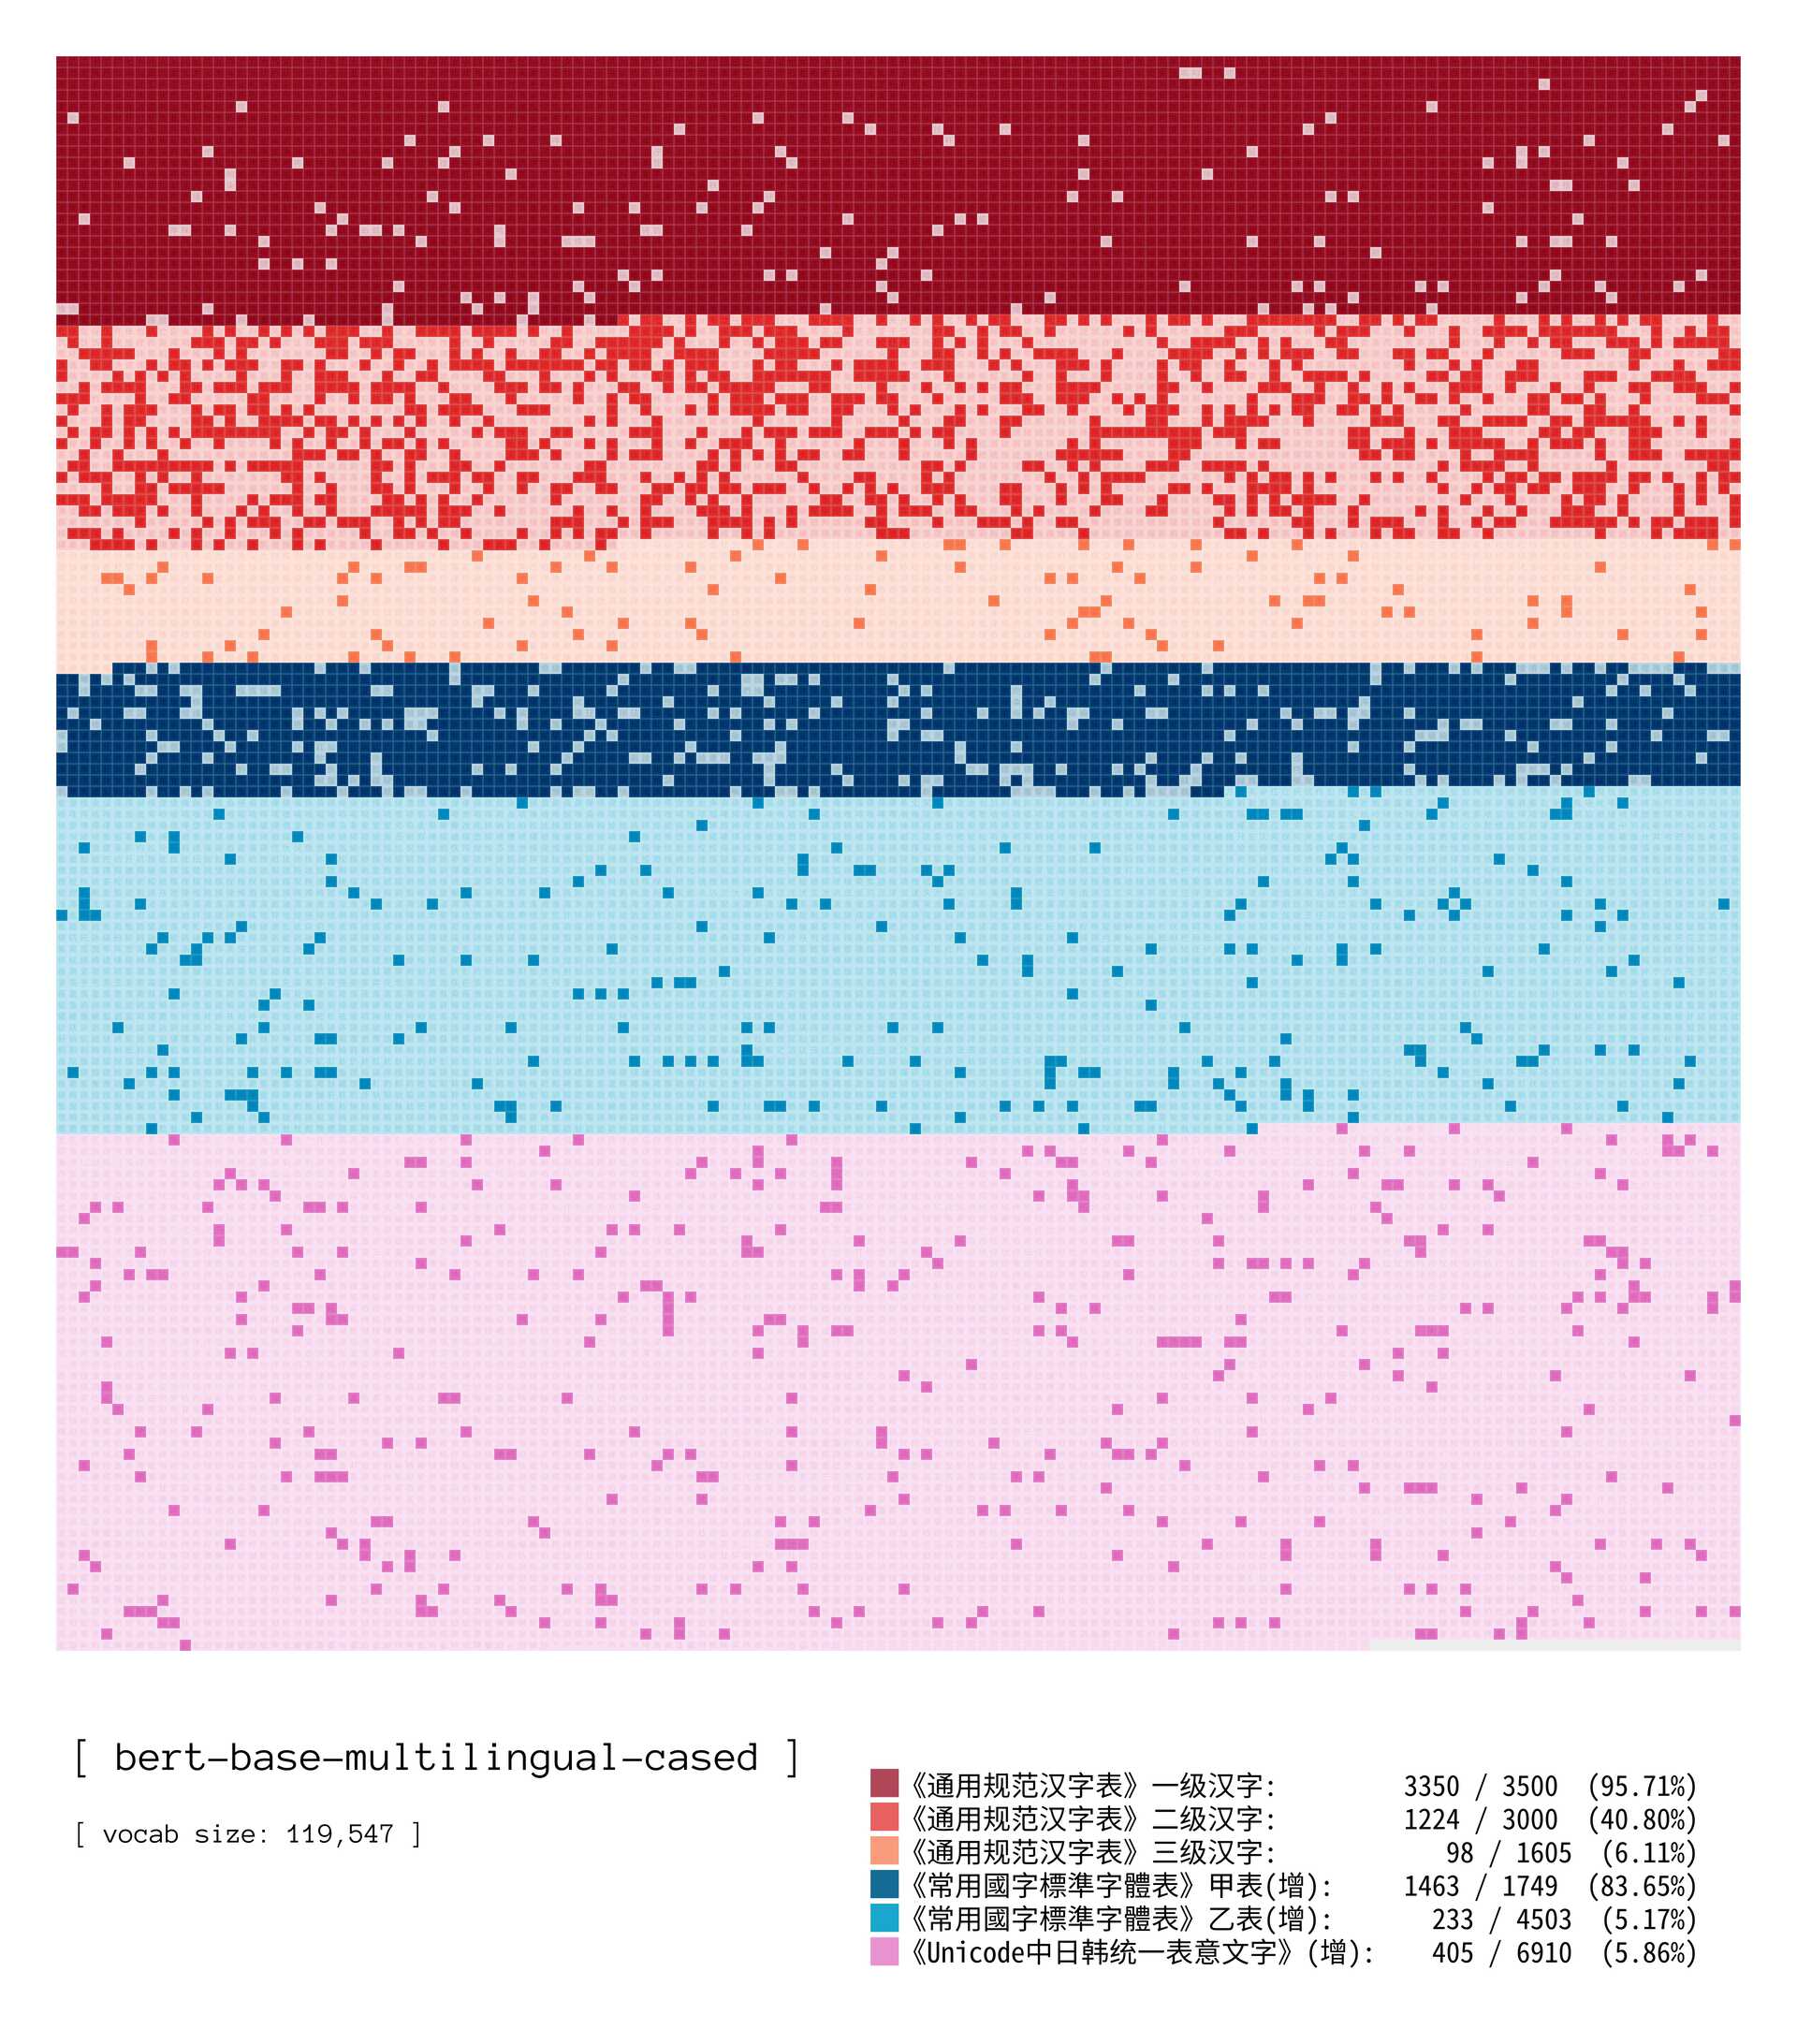 [ bert-base-multilingual-cased ]
[ vocab size: 119,547 ]
《通用规范汉字表》一级汉字: 3350 / 3500 (95.71%)
《通用规范汉字表》二级汉字: 1224 / 3000 (40.80%)
《通用规范汉字表》三级汉字: 98 / 1605 (6.11%)
《常用國字標準字體表》甲表(增): 1463 / 1749 (83.65%)
《常用國字標準字體表》乙表(增): 233 / 4503 (5.17%)
《Unicode中日韩统一表意文字》(增): 405 / 6910 (5.86%)